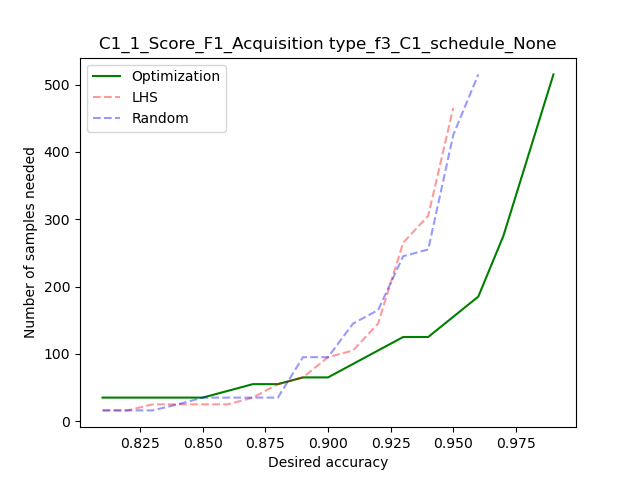 C1_1_Score_F1_Acquisition type_f3_C1_schedule_None
Optimization
LHS
Random
Number of samples needed
500
400
300
200
100
0
0.825 0.850 0.875 0.900 0.925 0.950 0.975
Desired accuracy